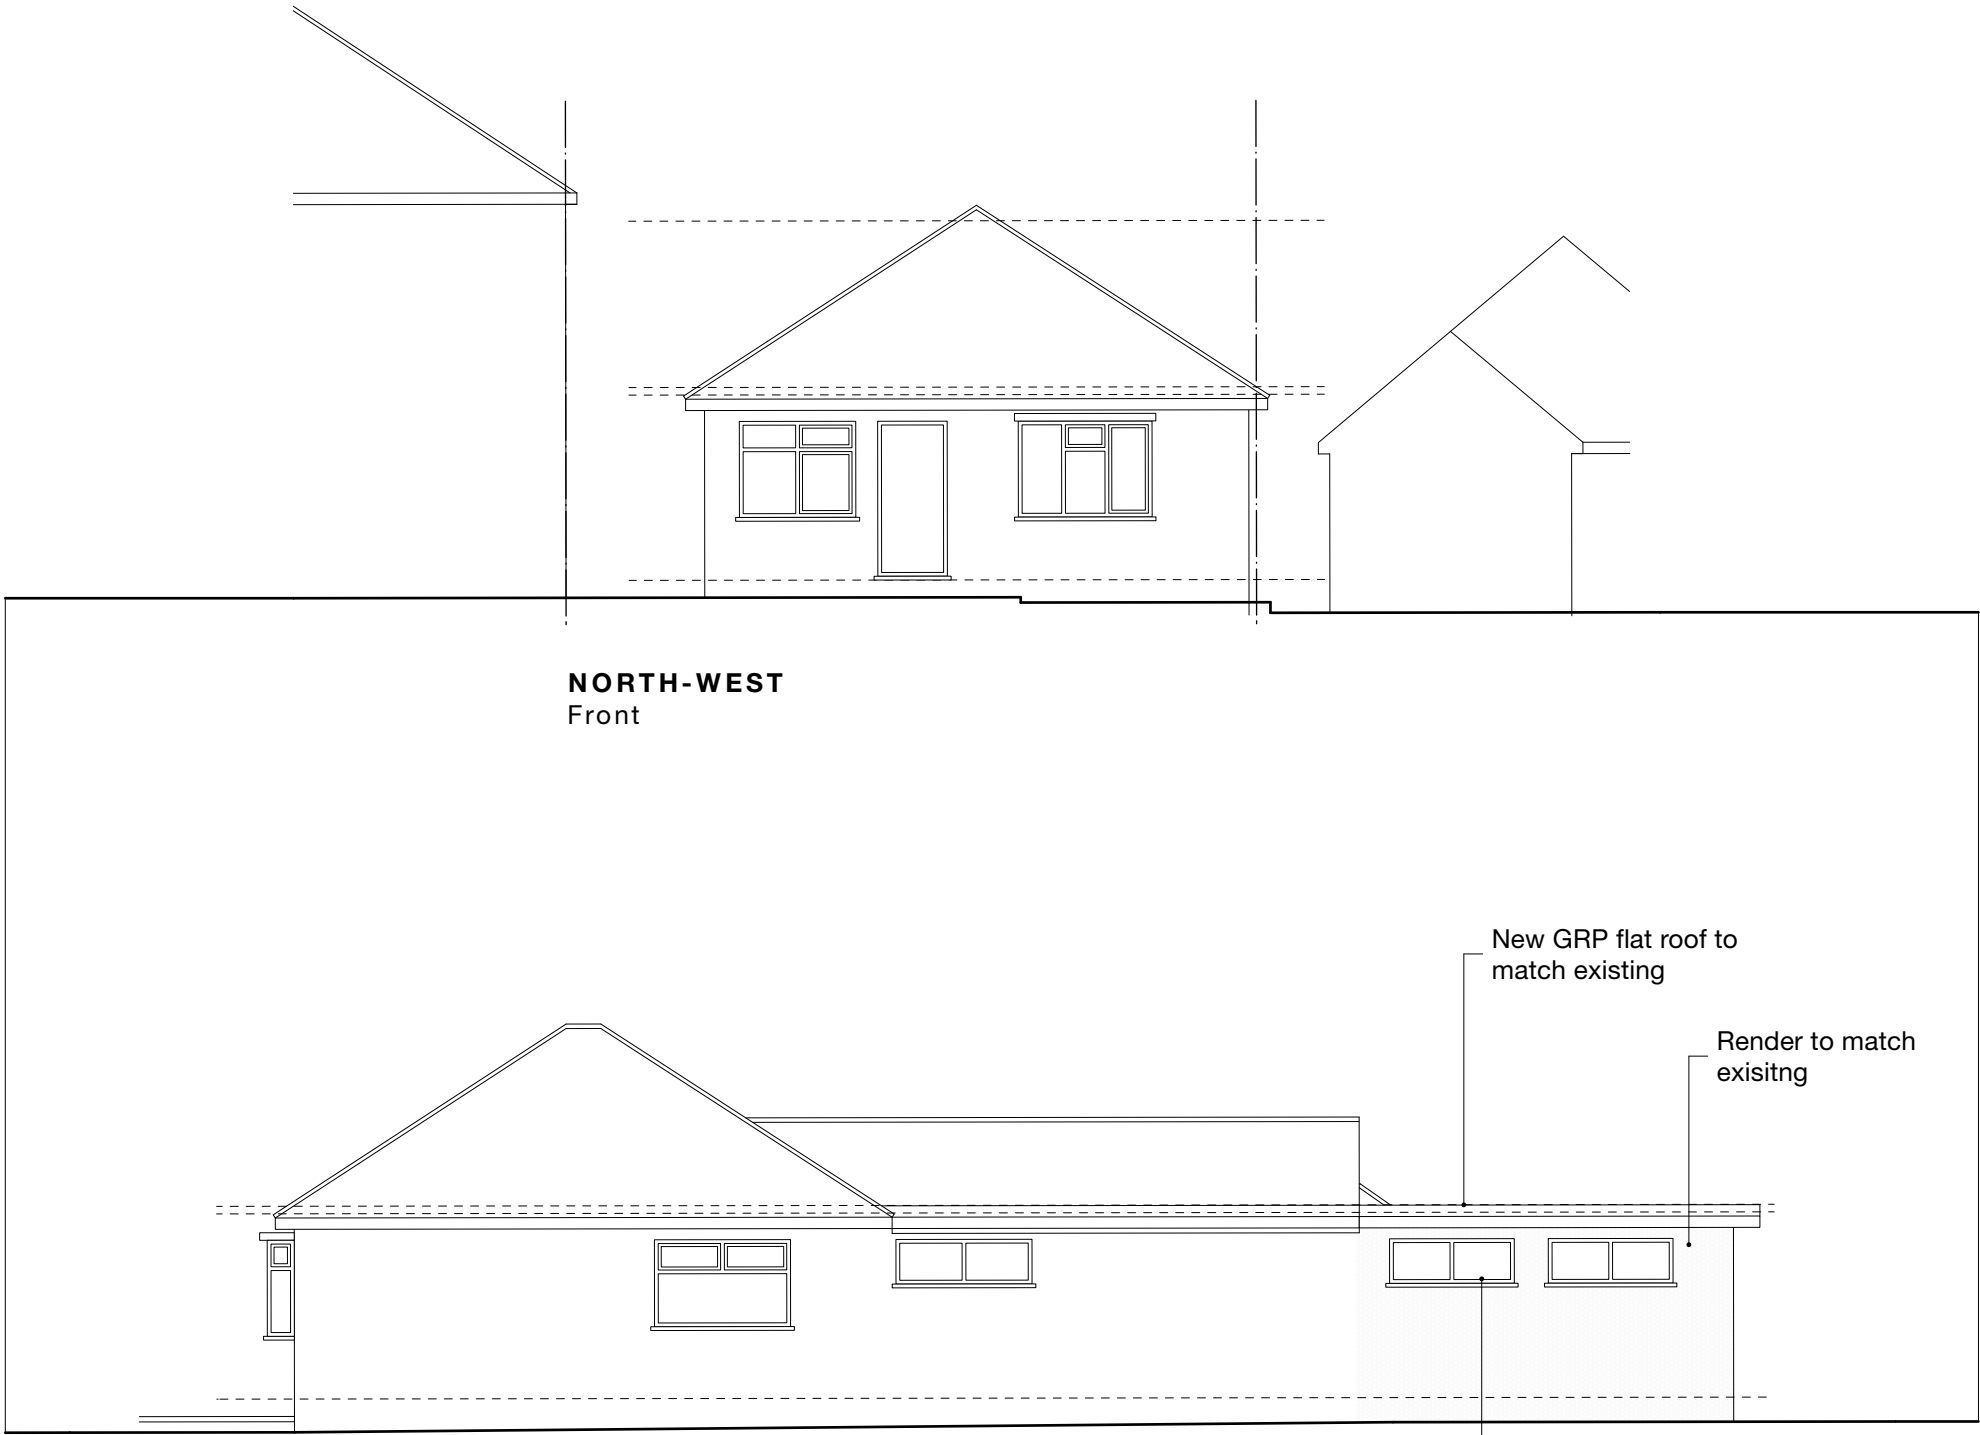 NORTH-WEST
Front
New GRP flat roof to
match existing
Render to match
exisitng